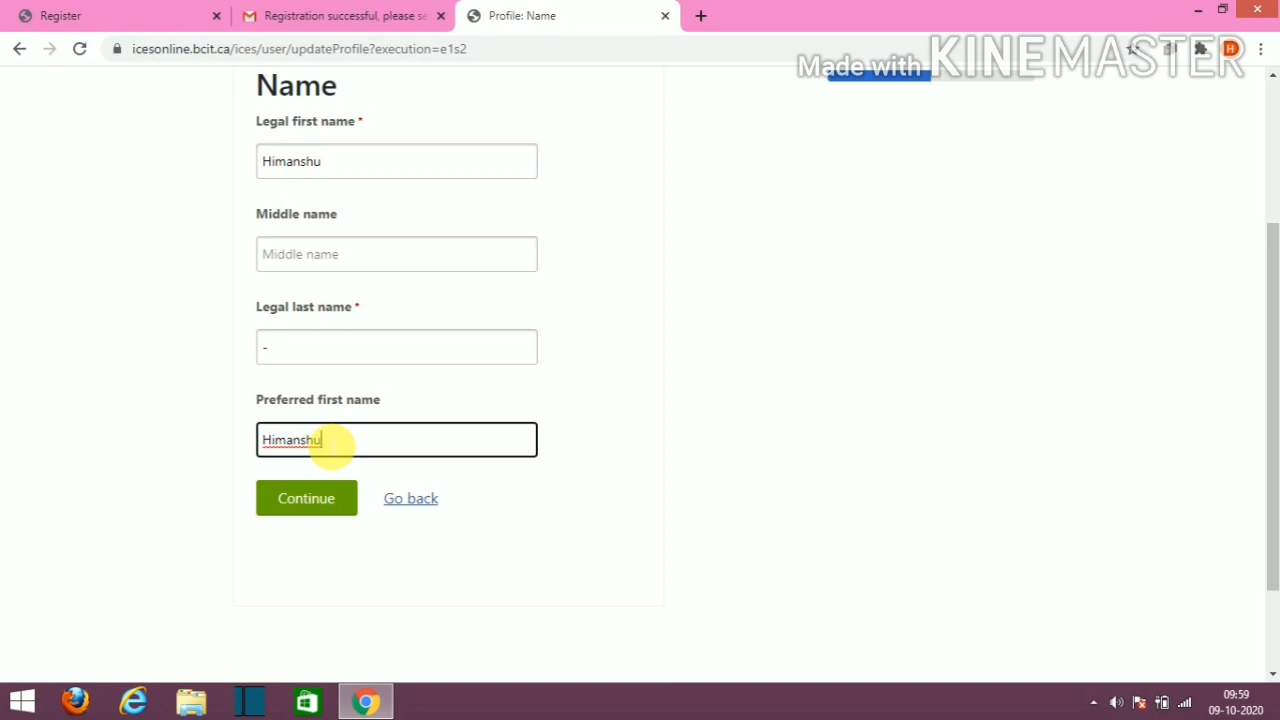 Register
Registration successful, please se
Profile: Name
icesonline.bcit.ca/ices/user/updateProfile?execution=e1s2
H
Made with KINEMASTER
Name
Legal first name *
Himanshu
Middle name
Middle name
Legal last name *
-
Preferred first name
Himanshu
Continue
Go back
09:59
09-10-2020